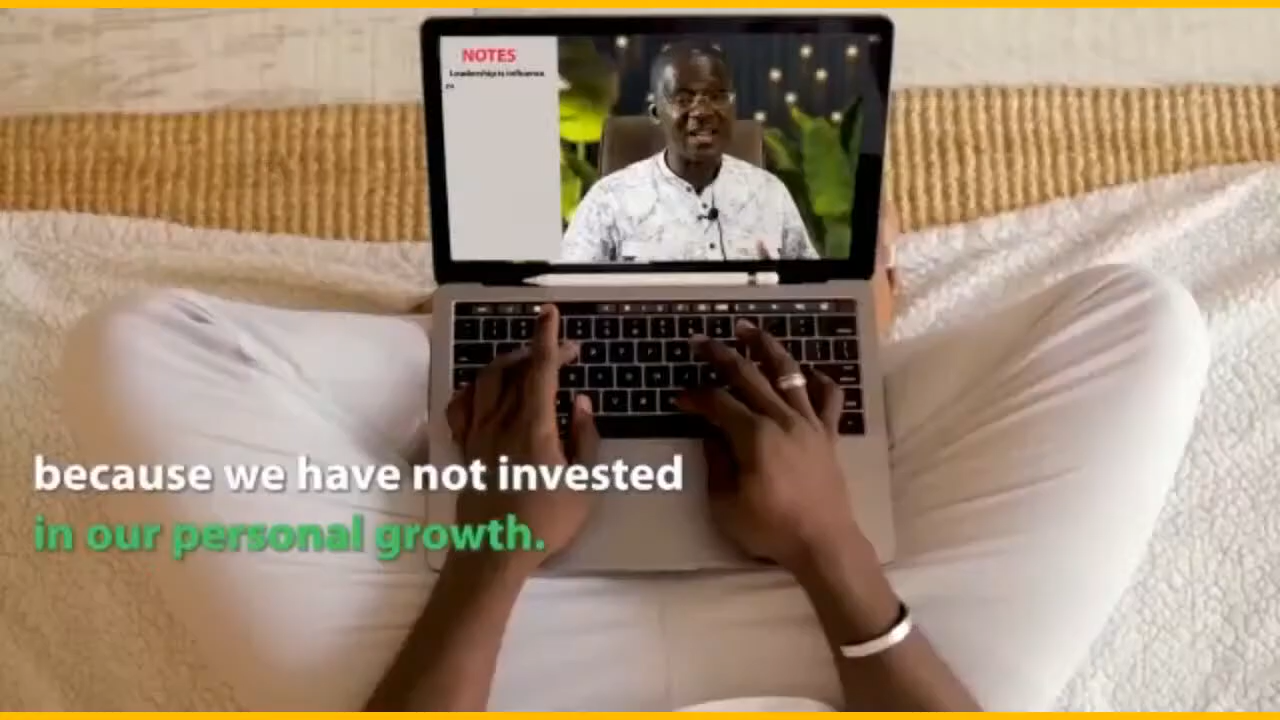 NOTES
Leadership is influence.
because we have not invested
in our personal growth.